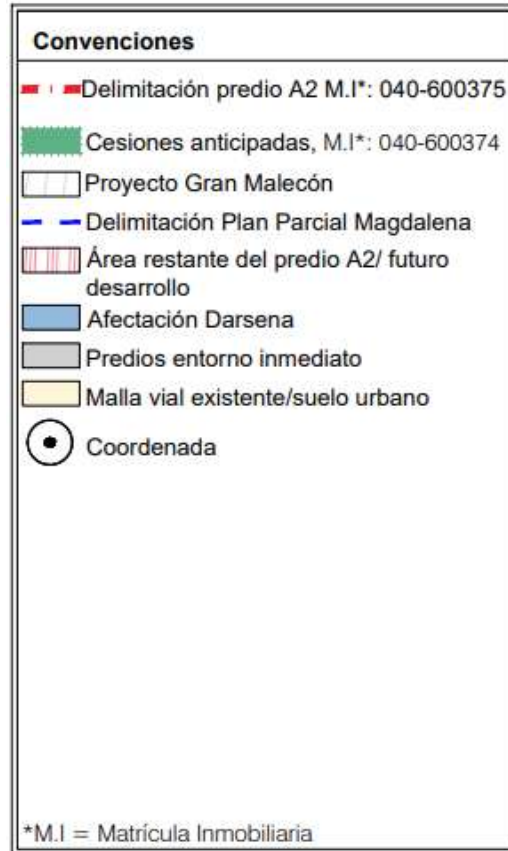 Convenciones
Delimitación predio A2 M.I*: 040-600375
Cesiones anticipadas, M.I*: 040-600374
Proyecto Gran Malecón
Delimitación Plan Parcial Magdalena
Área restante del predio A2/ futuro
desarrollo
Afectación Darsena
Predios entorno inmediato
Malla vial existente/suelo urbano
Coordenada
*M.I = Matrícula Inmobiliaria